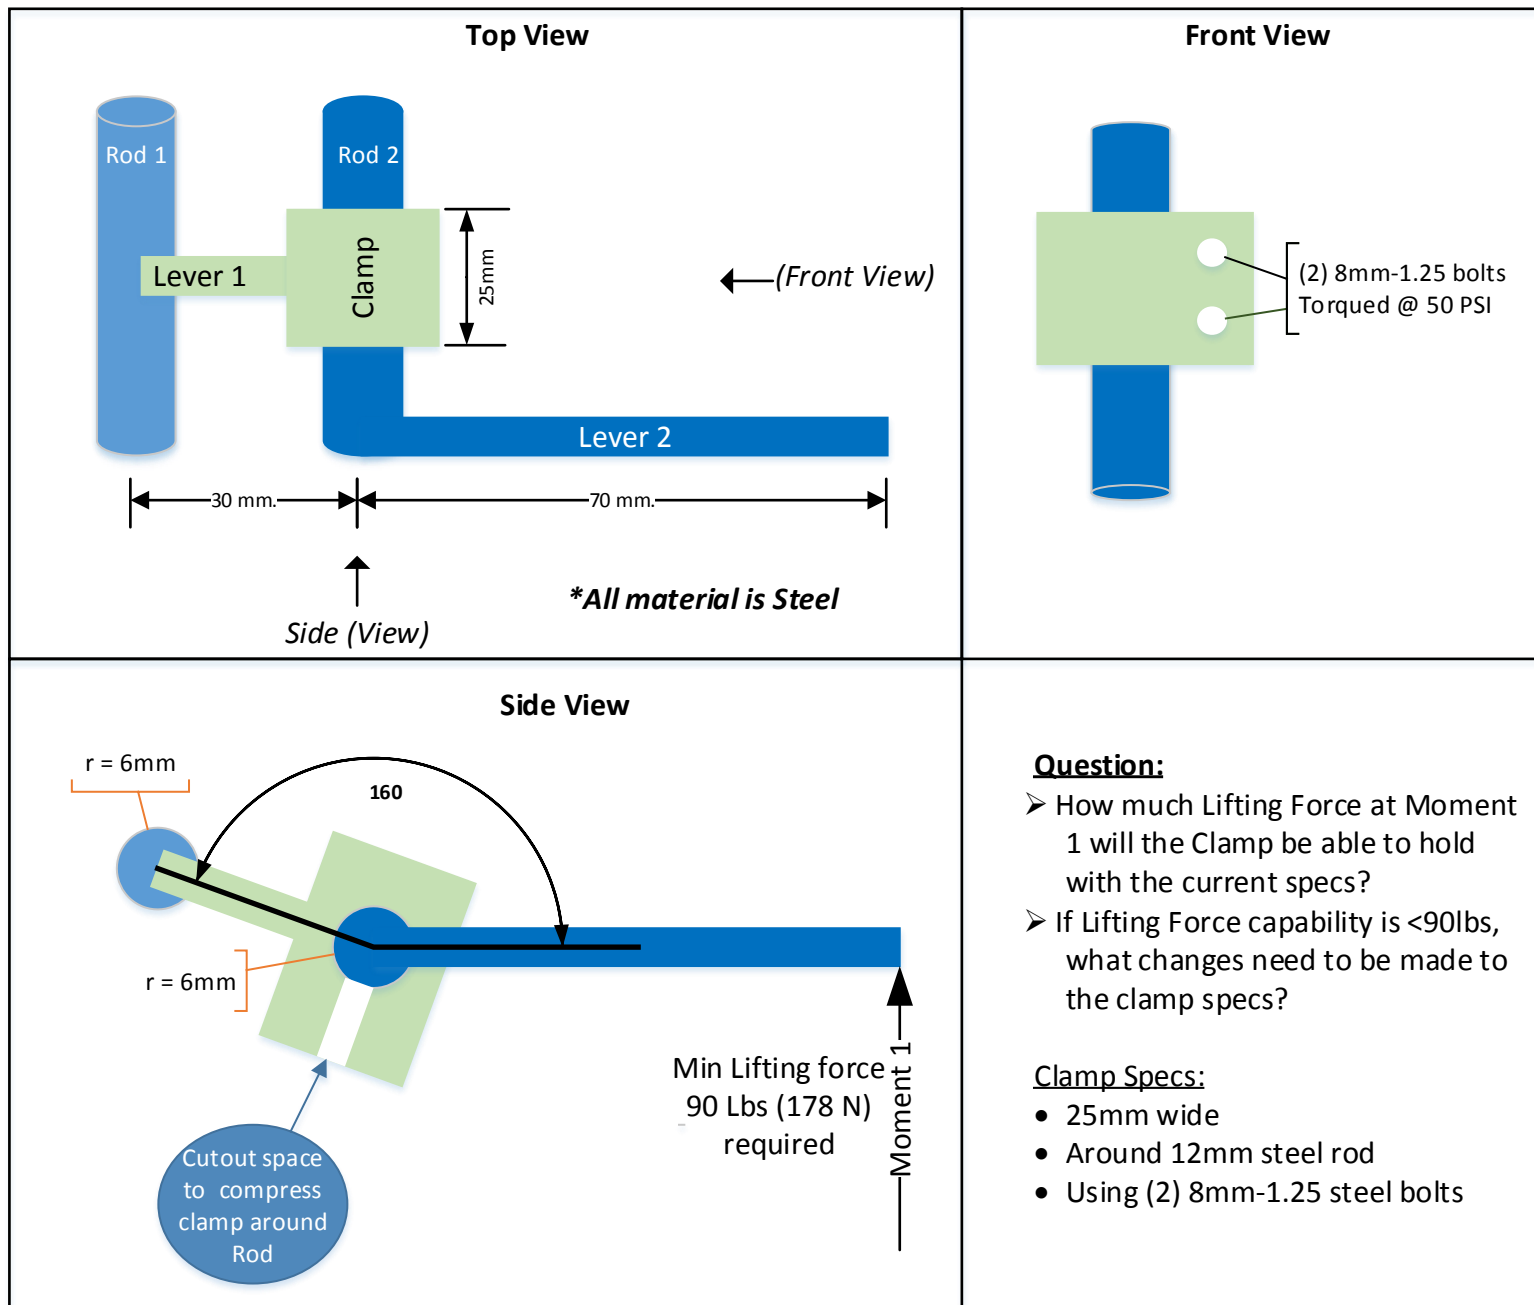 Top View
Front View
Rod 1
Rod 2
Clamp
25mm
Lever 1
(Front View)
(2) 8mm-1.25 bolts
Torqued @ 50 PSI
Lever 2
30 mm.
70 mm.
*All material is Steel
Side (View)
Side View
r = 6mm
160
r = 6mm
Min Lifting force
90 Lbs (178 N)
required
Moment 1
Cutout space
to compress
clamp around
Rod
Question:
➢ How much Lifting Force at Moment
1 will the Clamp be able to hold
with the current specs?
➢ If Lifting Force capability is <90lbs,
what changes need to be made to
the clamp specs?
Clamp Specs:
• 25mm wide
• Around 12mm steel rod
• Using (2) 8mm-1.25 steel bolts